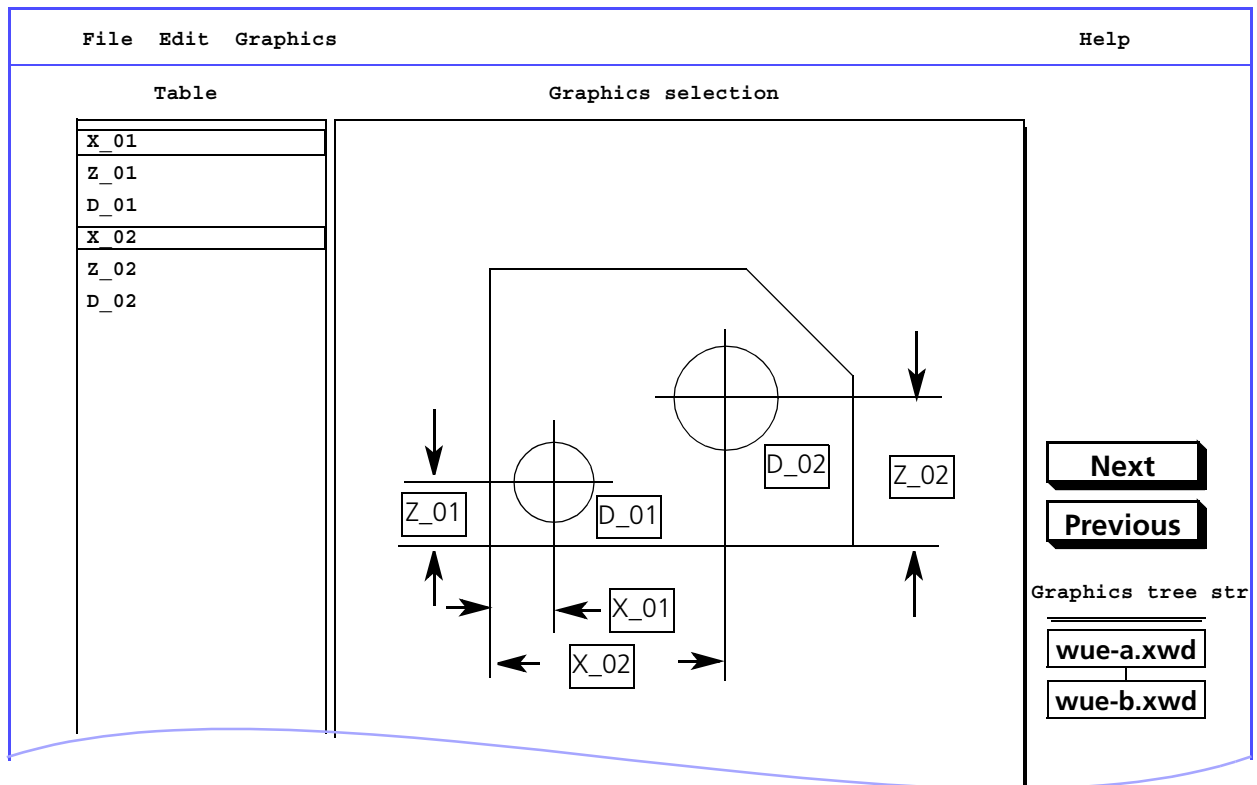 File Edit Graphics Help
Table
Graphics selection
X_01
Z_01
D_01
X_02
Z_02
D_02
D_02
Z_02
Z_01
D_01
X_01
X_02
Next
Previous
Graphics tree str
wue-a.xwd
wue-b.xwd